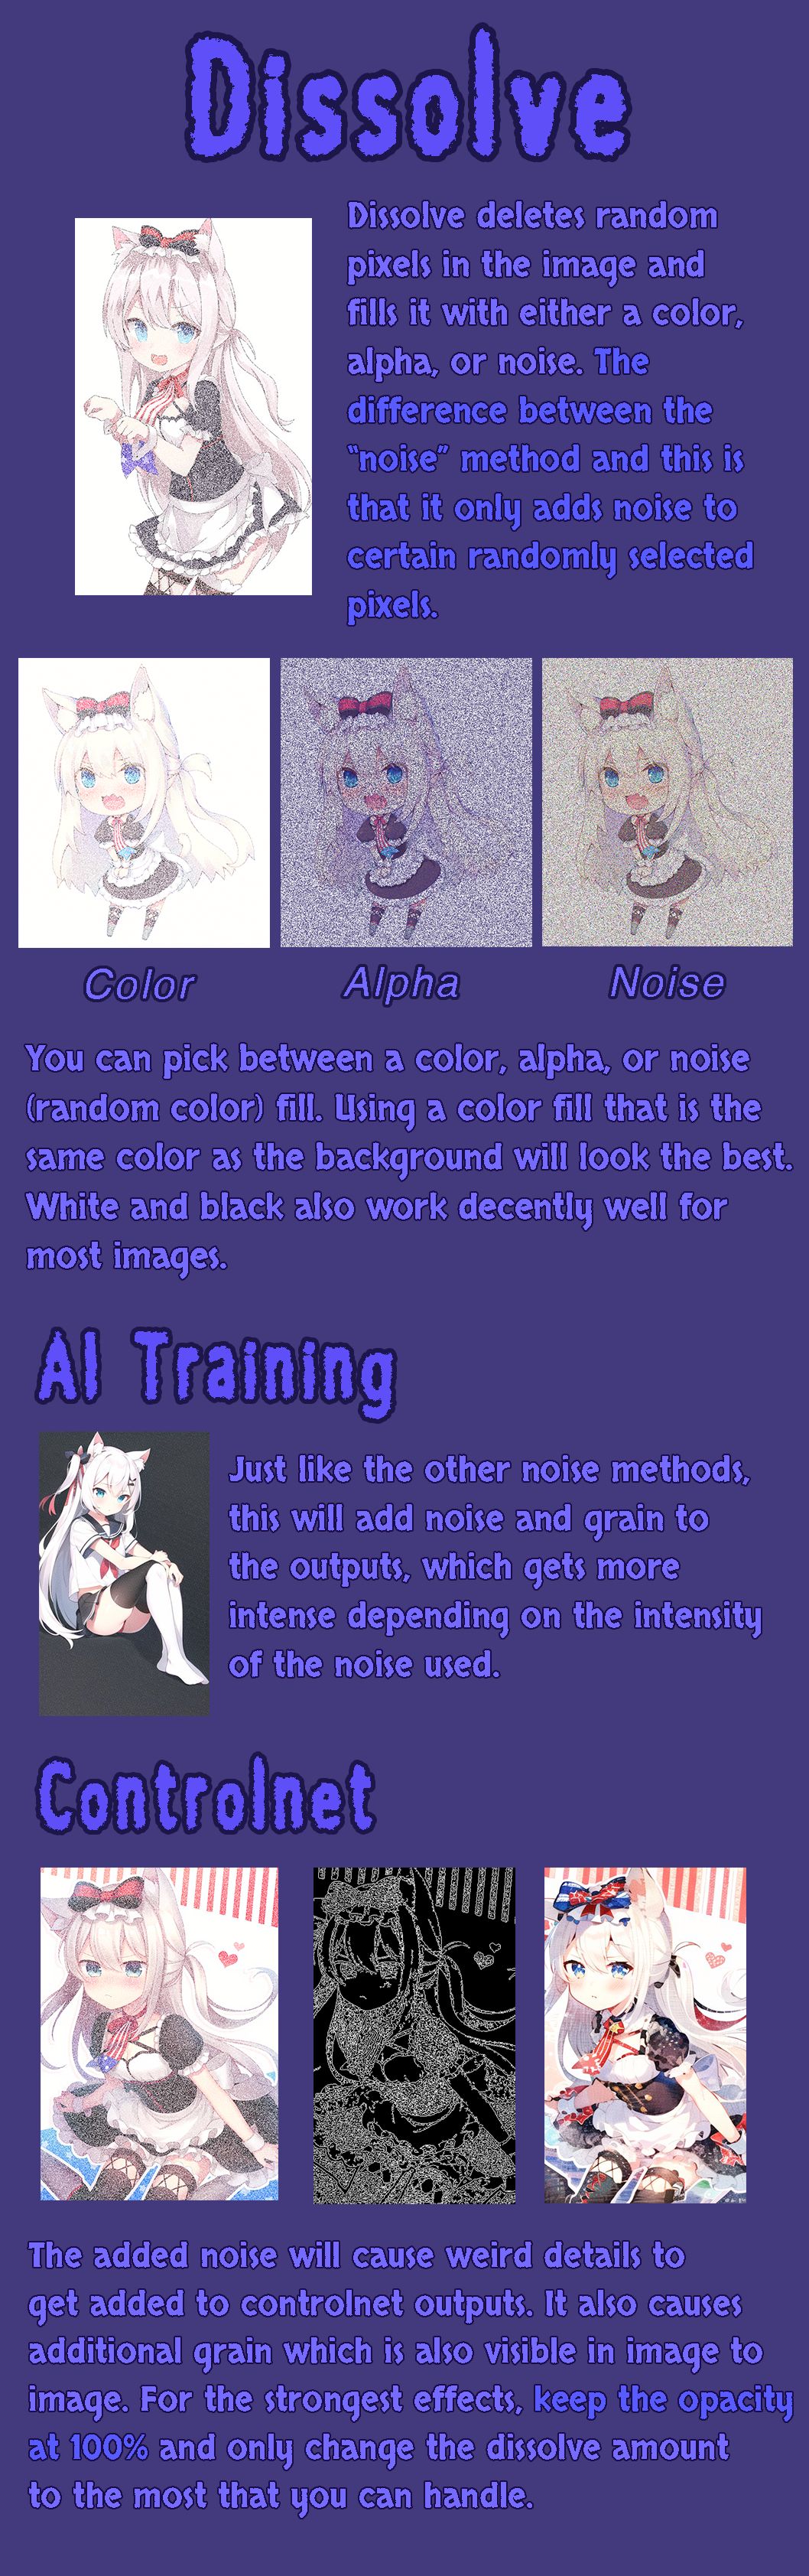 Dissolve
Dissolve deletes random
pixels in the image and
fills it with either a color,
alpha, or noise. The
difference between the
"noise" method and this is
that it only adds noise to
certain randomly selected
pixels.
Color
Alpha
Noise
You can pick between a color, alpha, or noise
(random color) fill. Using a color fill that is the
same color as the background will look the best.
White and black also work decently well for
most images.
AI Training
Just like the other noise methods,
this will add noise and grain to
the outputs, which gets more
intense depending on the intensity
of the noise used.
Controlnet
The added noise will cause weird details to
get added to controlnet outputs. It also causes
additional grain which is also visible in image to
image. For the strongest effects, keep the opacity
at 100% and only change the dissolve amount
to the most that you can handle.